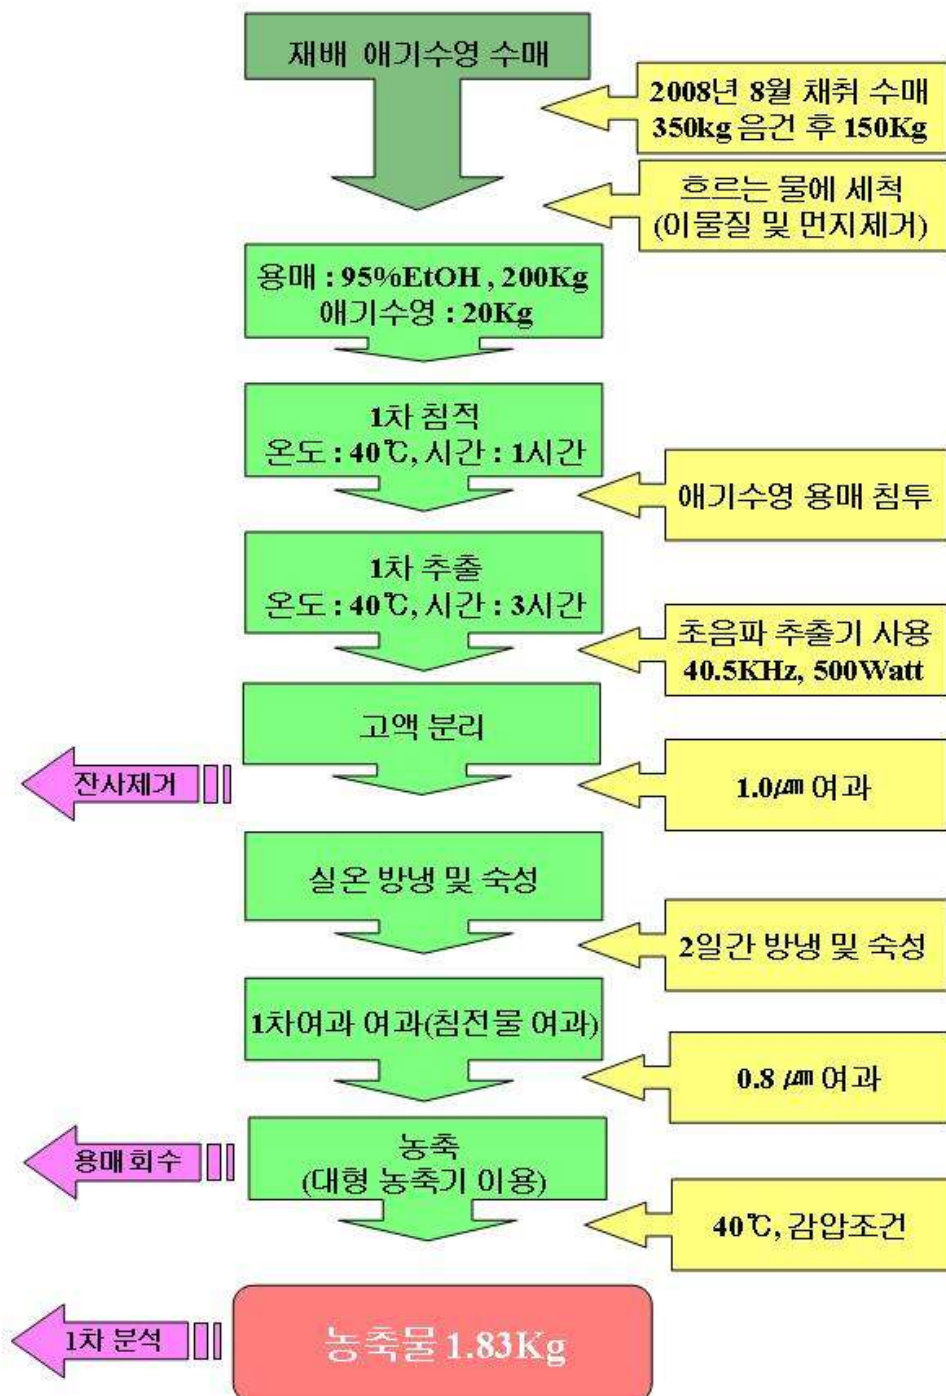 재배 애기수영 수매
2008년 8월 채취 수매
350kg 음건 후 150Kg
흐르는 물에 세척
(이물질 및 먼지제거)
용매 : 95%EtOH , 200Kg
애기수영 : 20Kg
1차 침적
온도 : 40℃, 시간 : 1시간
애기수영 용매 침투
1차 추출
온도 : 40℃, 시간 : 3시간
초음파 추출기 사용
40.5KHz, 500Watt
고액 분리
잔사제거
1.0㎛ 여과
실온 방냉 및 숙성
2일간 방냉 및 숙성
1차여과 여과(침전물 여과)
0.8 ㎛ 여과
농축
(대형 농축기 이용)
용매회수
40℃, 감압조건
농축물 1.83Kg
1차 분석